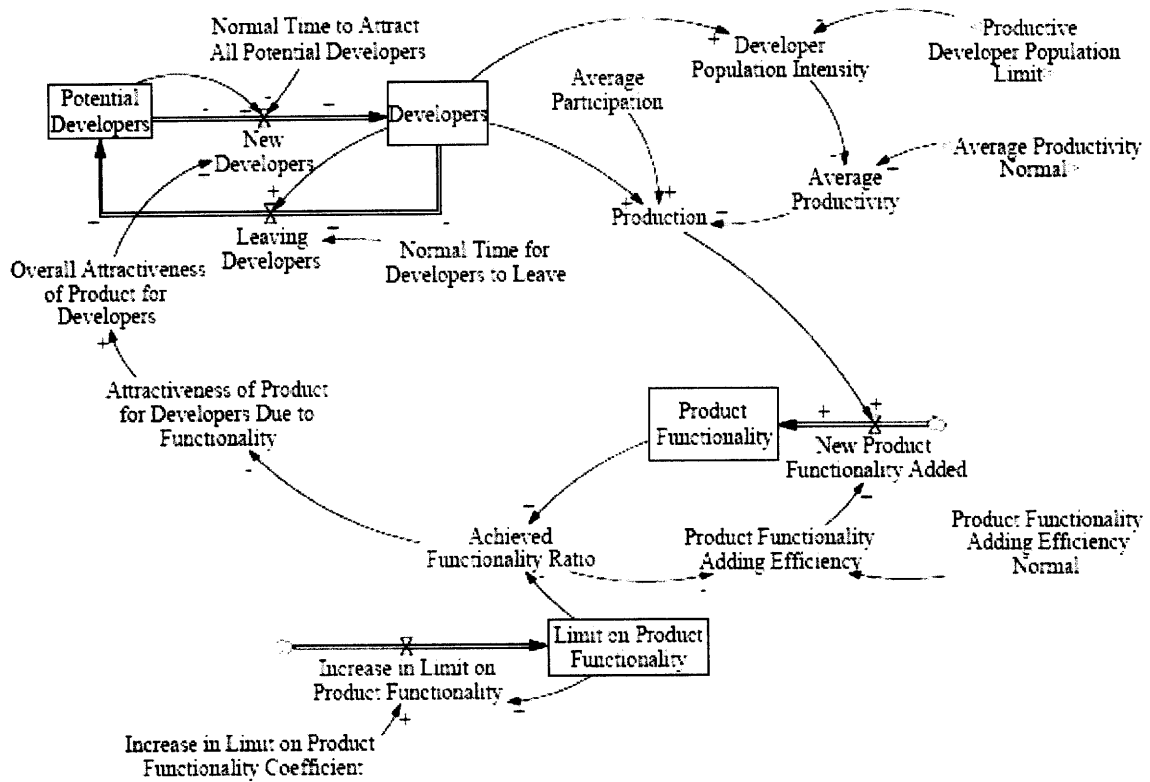 Normal Time to Attract
All Potential Developers
Potential
Developers
New
Developers
Developers
Average
Participation
Developer
Population Intensity
Productive
Developer Population
Limit
Average Productivity
Normal
Average
Productivity
Production
Leaving
Developers
Normal Time for
Developers to Leave
Overall Attractiveness
of Product for
Developers
Attractiveness of Product
for Developers Due to
Functionality
Product
Functionality
New Product
Functionality Added
Achieved
Functionality Ratio
Product Functionality
Adding Efficiency
Product Functionality
Adding Efficiency
Normal
Limit on Product
Functionality
Increase in Limit on
Product Functionality
Increase in Limit on Product
Functionality Coefficient